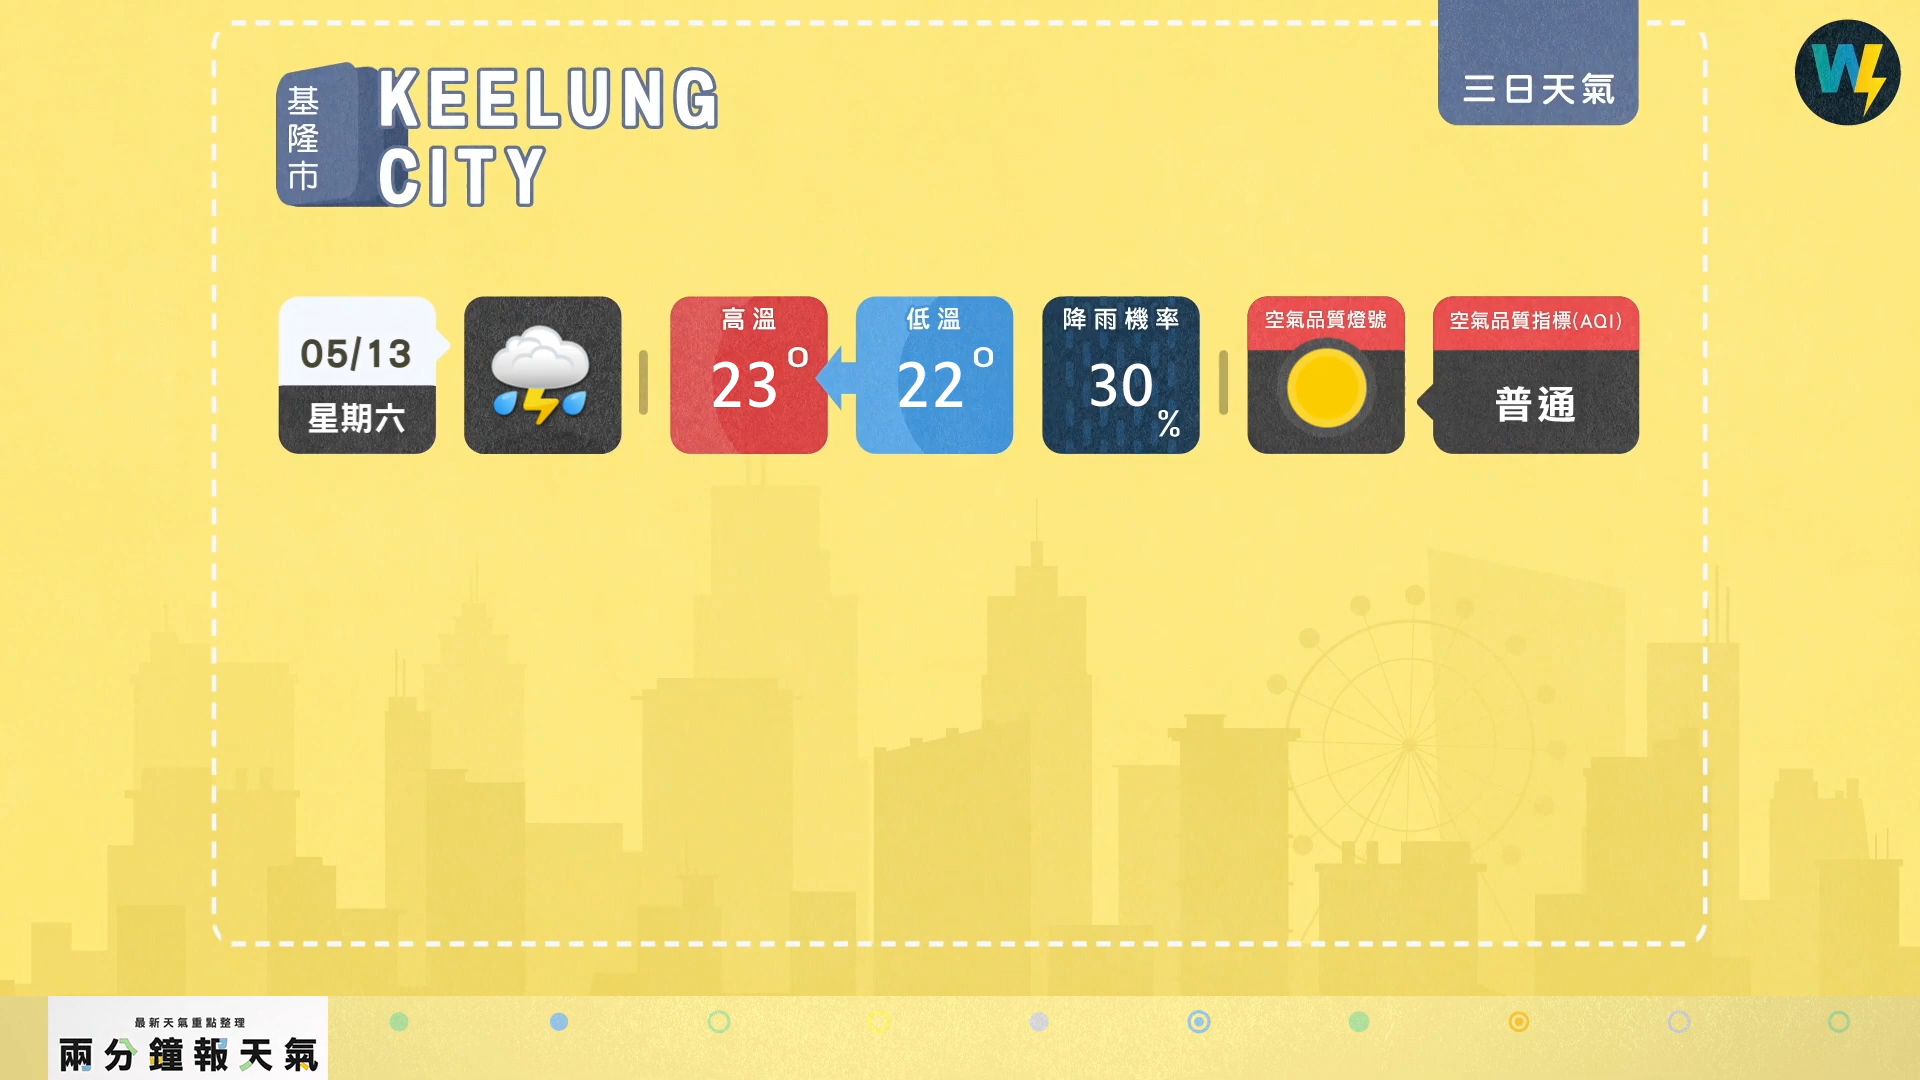 基隆市
KEELUNG
CITY
三日天氣
W
05/13
星期六
高溫
23°
低溫
22°
降雨機率
30%
空氣品質燈號
空氣品質指標(AQI)
普通
最新天氣重點整理
兩分鐘報天氣